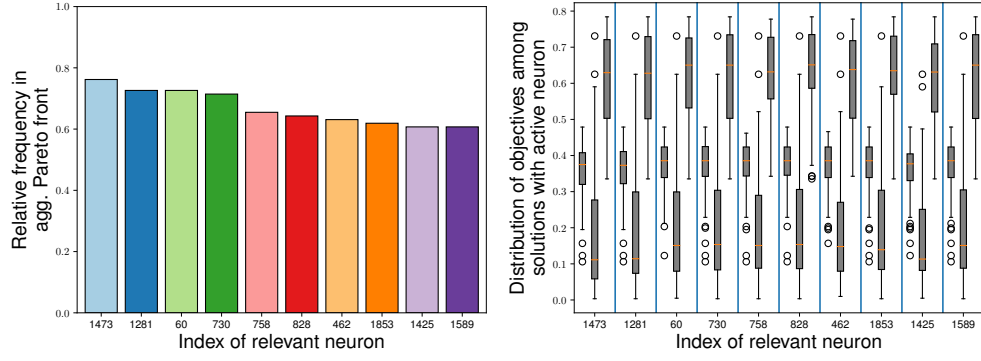 Relative frequency in
agg. Pareto front
1.0
0.8
0.6
0.4
0.2
0.0
1473 1281 60 730 758 828 462 1853 1425 1589
Index of relevant neuron
Distribution of objectives among
solutions with active neuron
0.8
0.7
0.6
0.5
0.4
0.3
0.2
0.1
0.0
1473 1281 60 730 758 828 462 1853 1425 1589
Index of relevant neuron